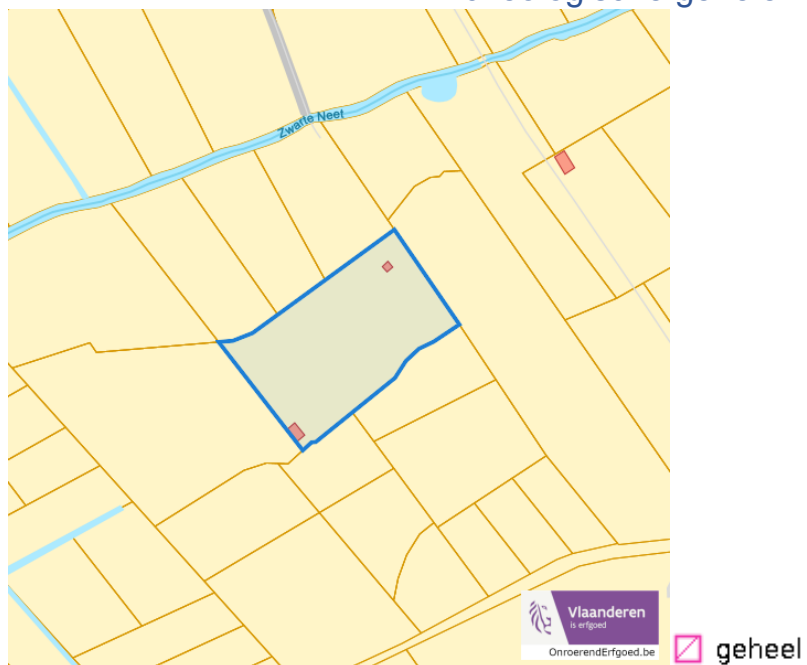 Zwarte Neet
Vlaanderen
is erfgoed
OnroerendErfgoed.be
geheel